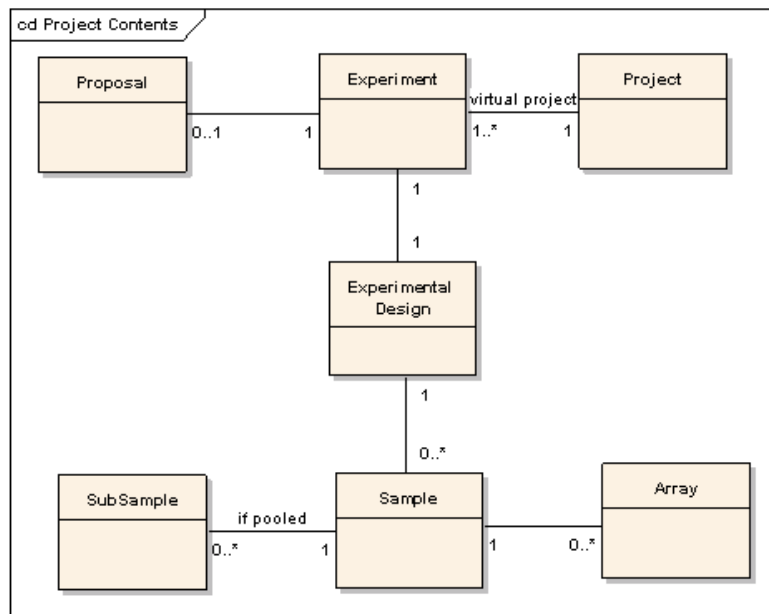 cd Project Contents
Proposal
Experiment
Project
virtual project
0..1
1
1..*
1
1
1
Experimental
Design
1
0..*
SubSample
Sample
Array
if pooled
0..*
1
1
0..*